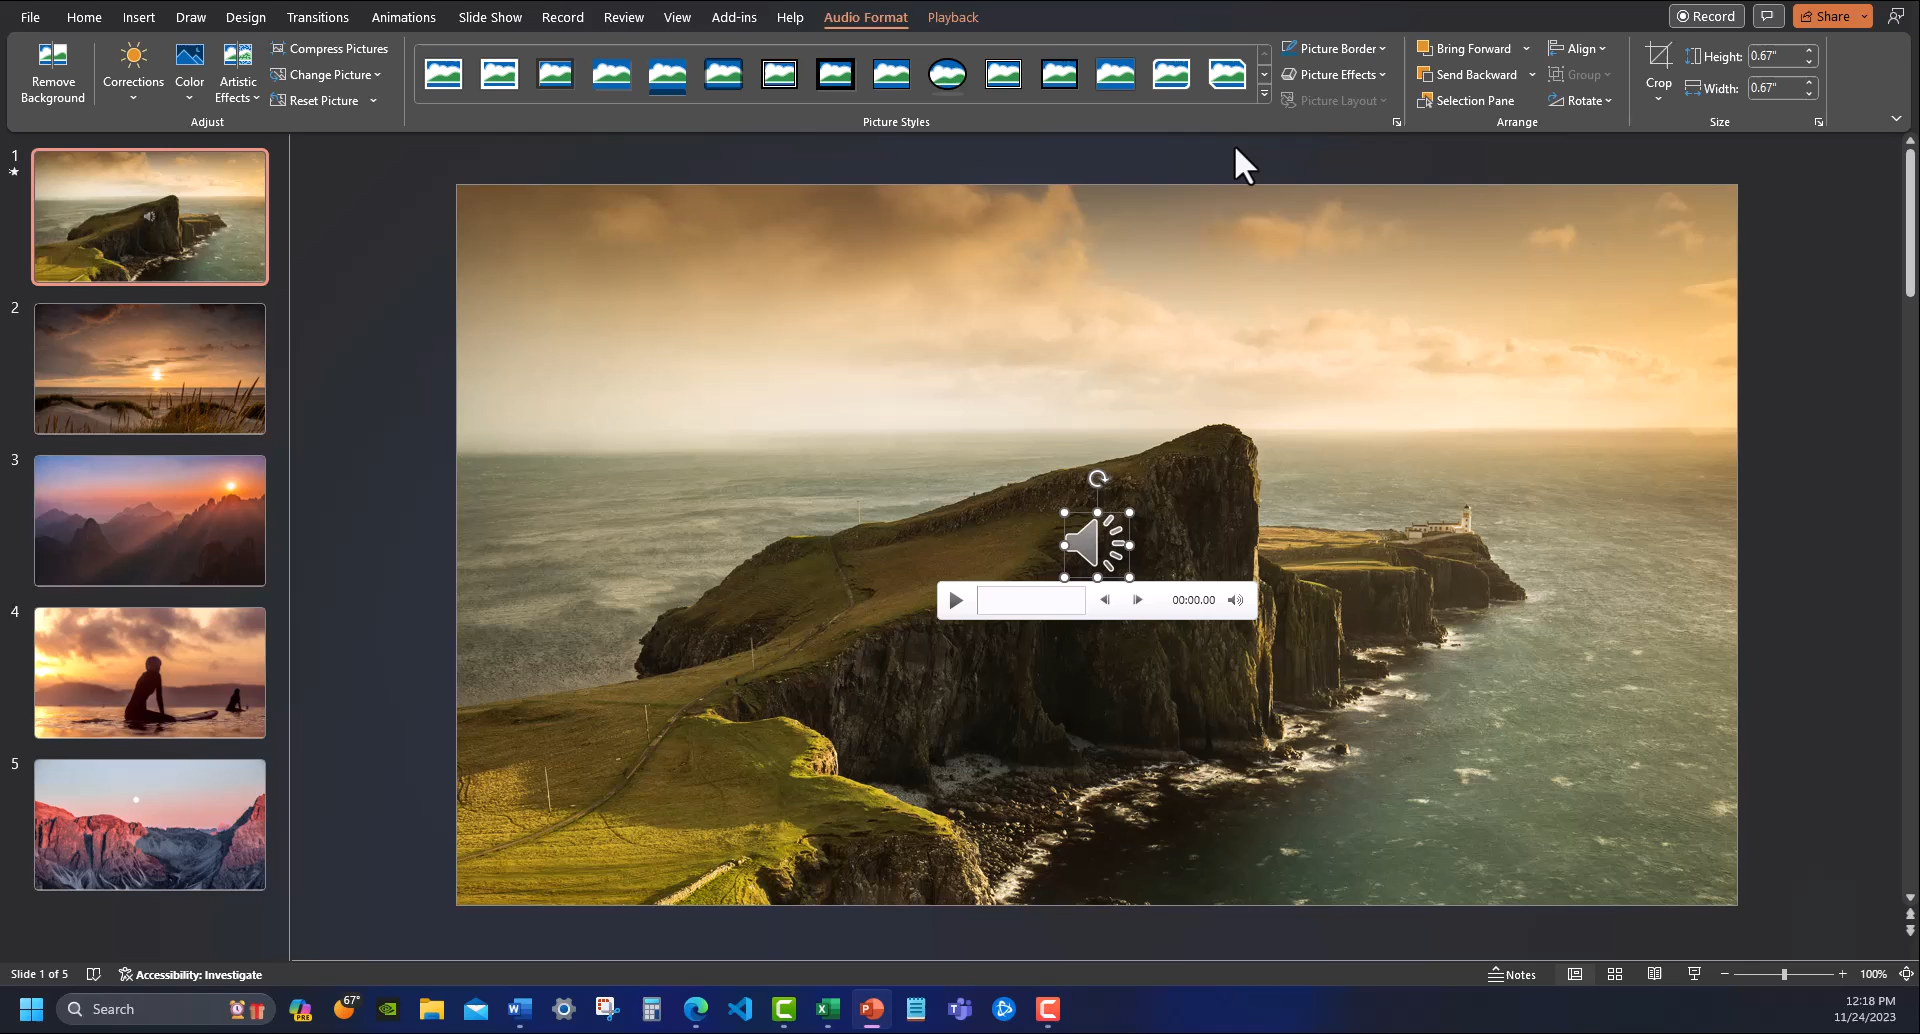 File Home Insert Draw Design Transitions Animations Slide Show Record Review View Add-ins Help Audio Format Playback Record Share
Remove Background
Corrections
Color
Artistic Effects
Compress Pictures
Change Picture
Reset Picture
Adjust
Picture Styles
Picture Border
Picture Effects
Picture Layout
Bring Forward
Send Backward
Selection Pane
Align
Group
Rotate
Arrange
Crop
Height: 0.67"
Width: 0.67"
Size
1
2
3
4
5
00:00.00
Slide 1 of 5 Accessibility: Investigate Notes 100%
Search PRE 67° 12:18 PM
11/24/2023